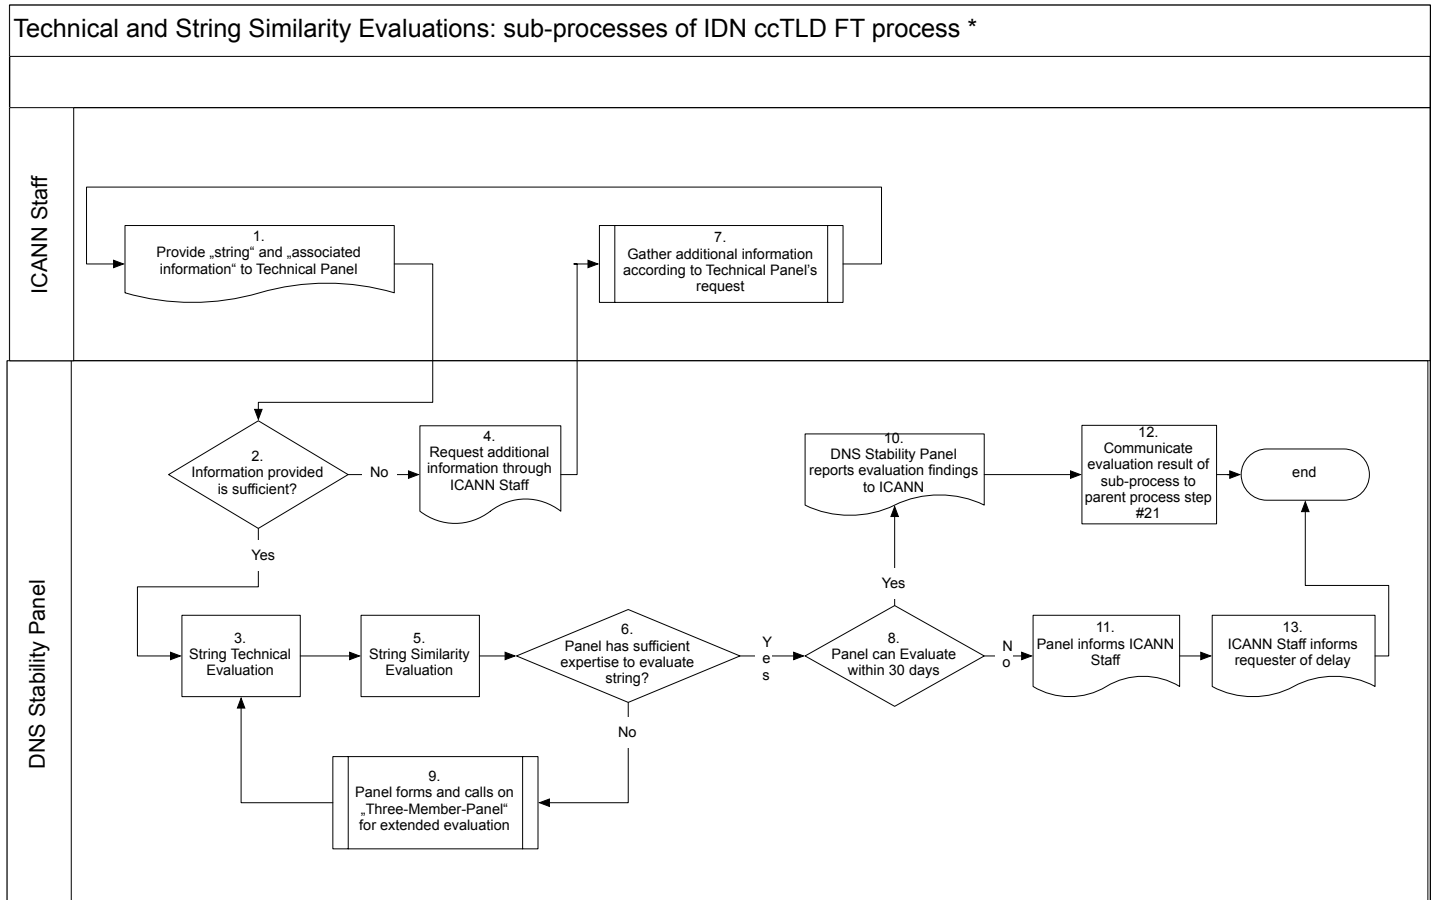 Technical and String Similarity Evaluations: sub-processes of IDN ccTLD FT process *
ICANN Staff
1.
Provide „string“ and „associated
information“ to Technical Panel
7.
Gather additional information
according to Technical Panel's
request
DNS Stability Panel
2.
Information provided
is sufficient?
No
4.
Request additional
information through
ICANN Staff
Yes
10.
DNS Stability Panel
reports evaluation findings
to ICANN
12.
Communicate
evaluation result of
sub-process to
parent process step
#21
end
Yes
3.
String Technical
Evaluation
5.
String Similarity
Evaluation
6.
Panel has sufficient
expertise to evaluate
string?
Y
e
s
8.
Panel can Evaluate
within 30 days
N
o
11.
Panel informs ICANN
Staff
13.
ICANN Staff informs
requester of delay
No
9.
Panel forms and calls on
„Three-Member-Panel“
for extended evaluation